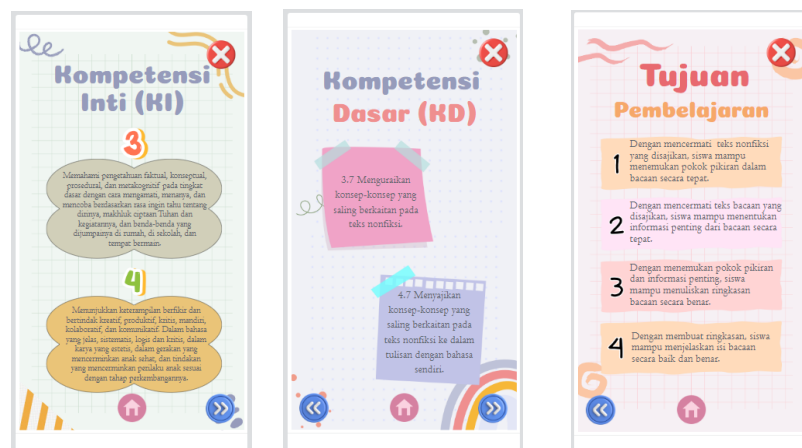 Kompetensi
Inti (KI)
3
Memahami pengetahuan faktual, konseptual,
prosedural, dan metakognitif pada tingkat
dasar dengan cara mengamati, menanya, dan
mencoba berdasarkan rasa ingin tahu tentang
dirinya, makhluk ciptaan Tuhan dan
kegiatannya, dan benda-benda yang
dijumpainya di rumah, di sekolah, dan
tempat bermain.
4
Menunjukkan keterampilan berfikir dan
bertindak kreatif, produktif, kritis, mandiri,
kolaboratif, dan komunikatif. Dalam bahasa
yang jelas, sistematis, logis dan kritis, dalam
karya yang estetis, dalam gerakan yang
mencerminkan anak sehat, dan tindakan
yang mencerminkan perilaku anak sesuai
dengan tahap perkembangannya.
Kompetensi
Dasar (KD)
3.7 Menguraikan
konsep-konsep yang
saling berkaitan pada
teks nonfiksi.
4.7 Menyajikan
konsep-konsep yang
saling berkaitan pada
teks nonfiksi ke dalam
tulisan dengan bahasa
sendiri.
Tujuan
Pembelajaran
1
Dengan mencermati teks nonfiksi
yang disajikan, siswa mampu
menemukan pokok pikiran dalam
bacaan secara tepat.
2
Dengan mencermati teks bacaan yang
disajikan, siswa mampu menentukan
informasi penting dari bacaan secara
tepat.
3
Dengan menemukan pokok pikiran
dan informasi penting, siswa
mampu menuliskan ringkasan
bacaan secara benar.
4
Dengan membuat ringkasan, siswa
mampu menjelaskan isi bacaan
secara baik dan benar.